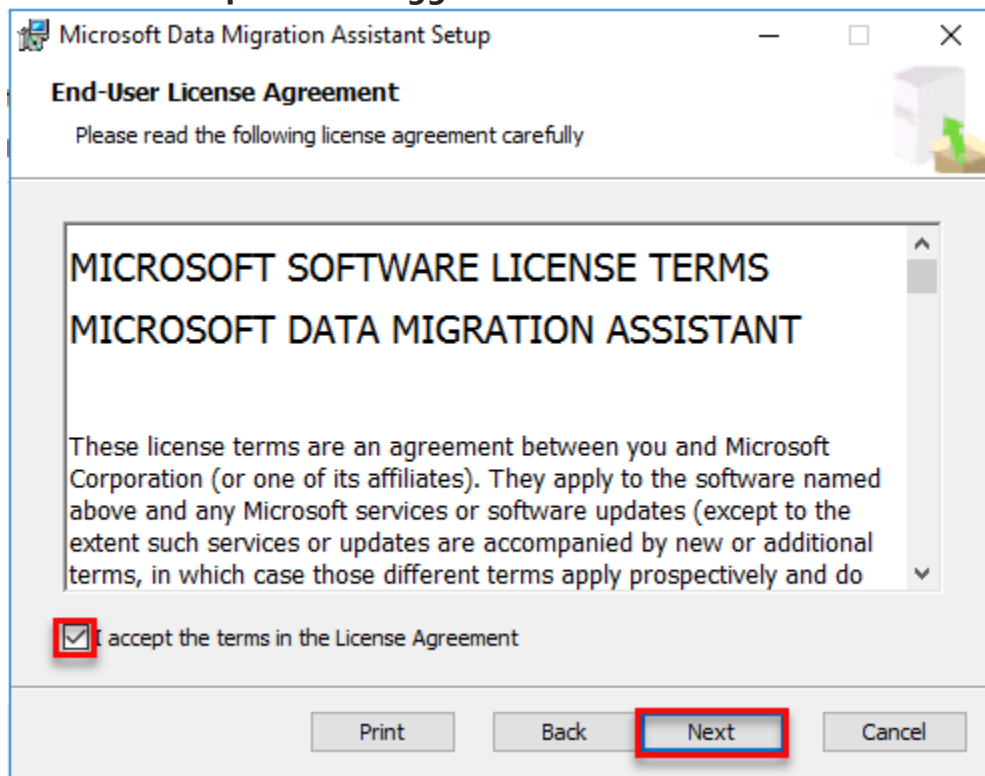 Microsoft Data Migration Assistant Setup
End-User License Agreement
Please read the following license agreement carefully
MICROSOFT SOFTWARE LICENSE TERMS
MICROSOFT DATA MIGRATION ASSISTANT
These license terms are an agreement between you and Microsoft
Corporation (or one of its affiliates). They apply to the software named
above and any Microsoft services or software updates (except to the
extent such services or updates are accompanied by new or additional
terms, in which case those different terms apply prospectively and do
I accept the terms in the License Agreement
Print Back Next Cancel